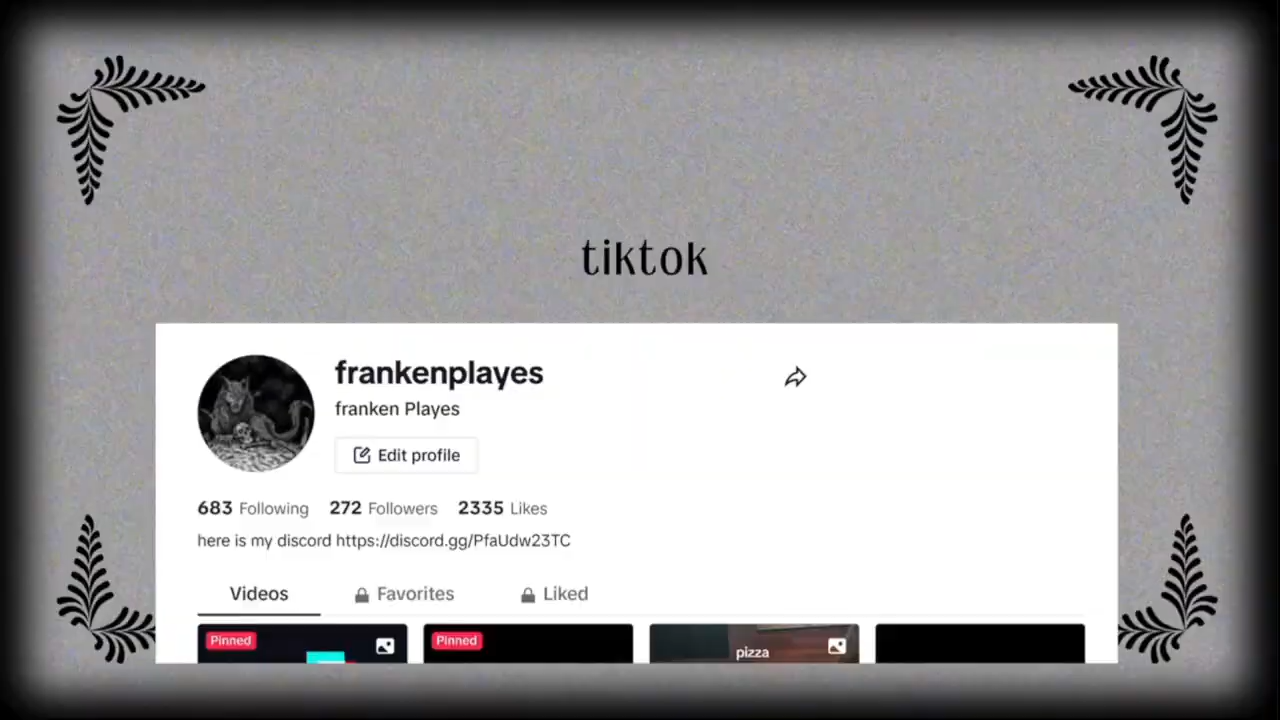 tiktok
frankenplayes
franken Playes
Edit profile
683 Following 272 Followers 2335 Likes
here is my discord https://discord.gg/PfaUdw23TC
Videos Favorites Liked
Pinned Pinned pizza